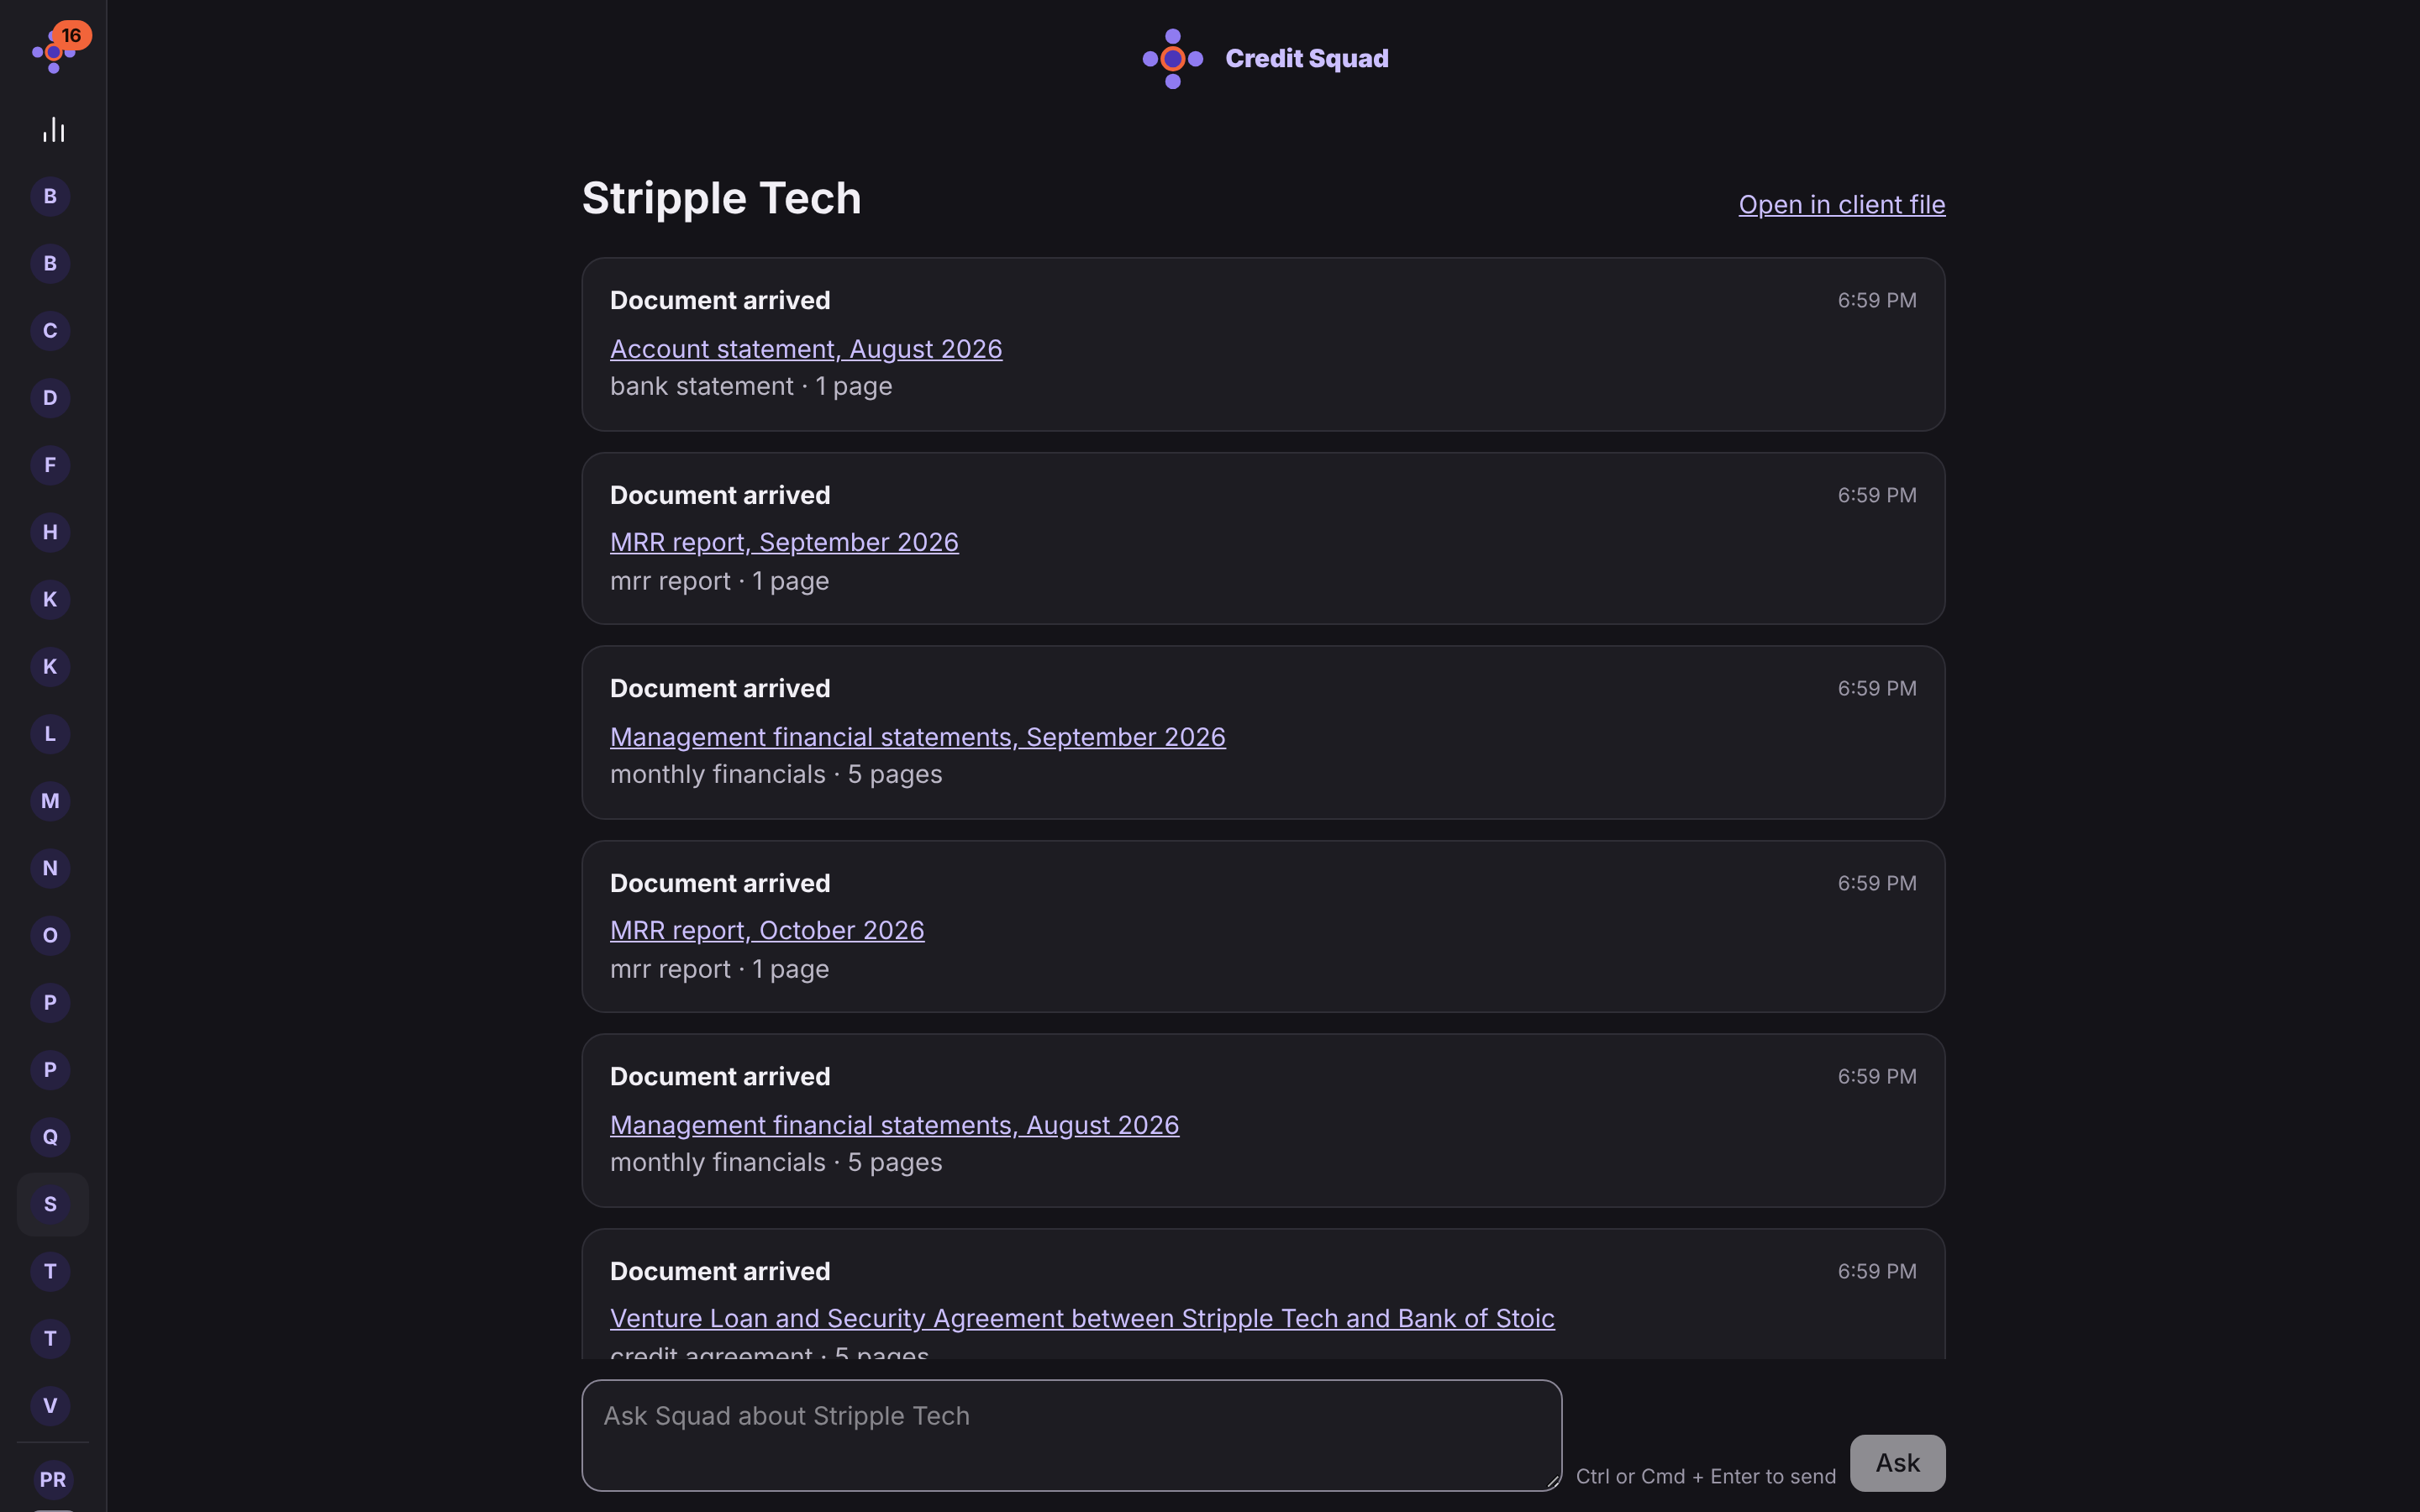 16
Credit Squad
B
B
C
D
F
H
K
K
L
M
N
O
P
P
Q
S
T
T
V
PR
Stripple Tech
Open in client file
Document arrived
6:59 PM
Account statement, August 2026
bank statement · 1 page
Document arrived
6:59 PM
MRR report, September 2026
mrr report · 1 page
Document arrived
6:59 PM
Management financial statements, September 2026
monthly financials · 5 pages
Document arrived
6:59 PM
MRR report, October 2026
mrr report · 1 page
Document arrived
6:59 PM
Management financial statements, August 2026
monthly financials · 5 pages
Document arrived
6:59 PM
Venture Loan and Security Agreement between Stripple Tech and Bank of Stoic
credit agreement · 5 pages
Ask Squad about Stripple Tech
Ctrl or Cmd + Enter to send
Ask